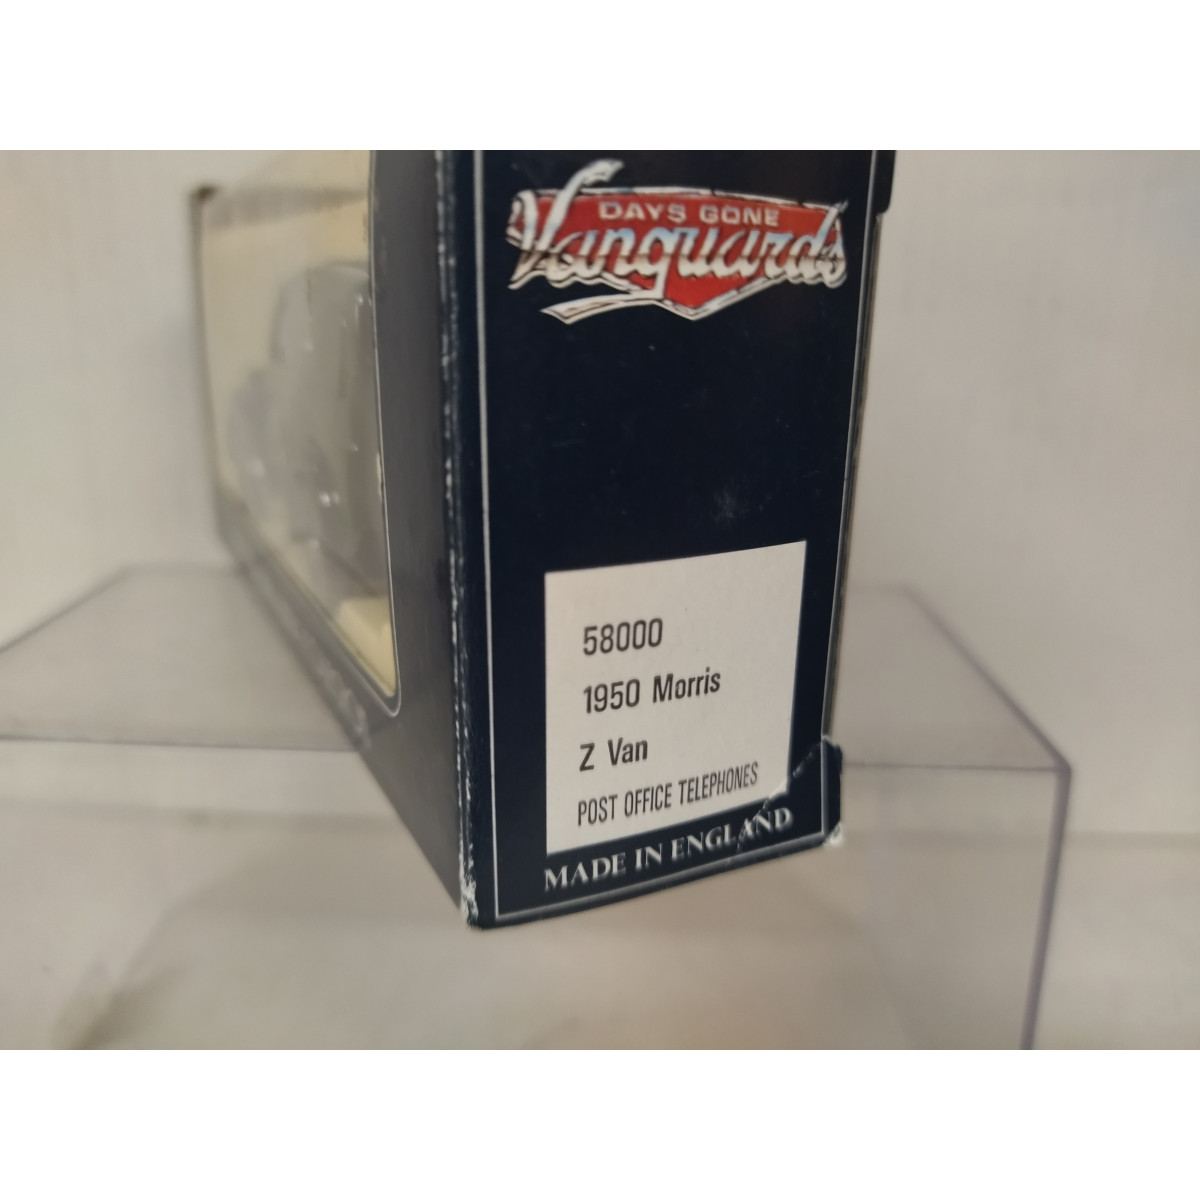 DAYS GONE
Vanguards
58000
1950 Morris
Z Van
POST OFFICE TELEPHONES
MADE IN ENGLAND